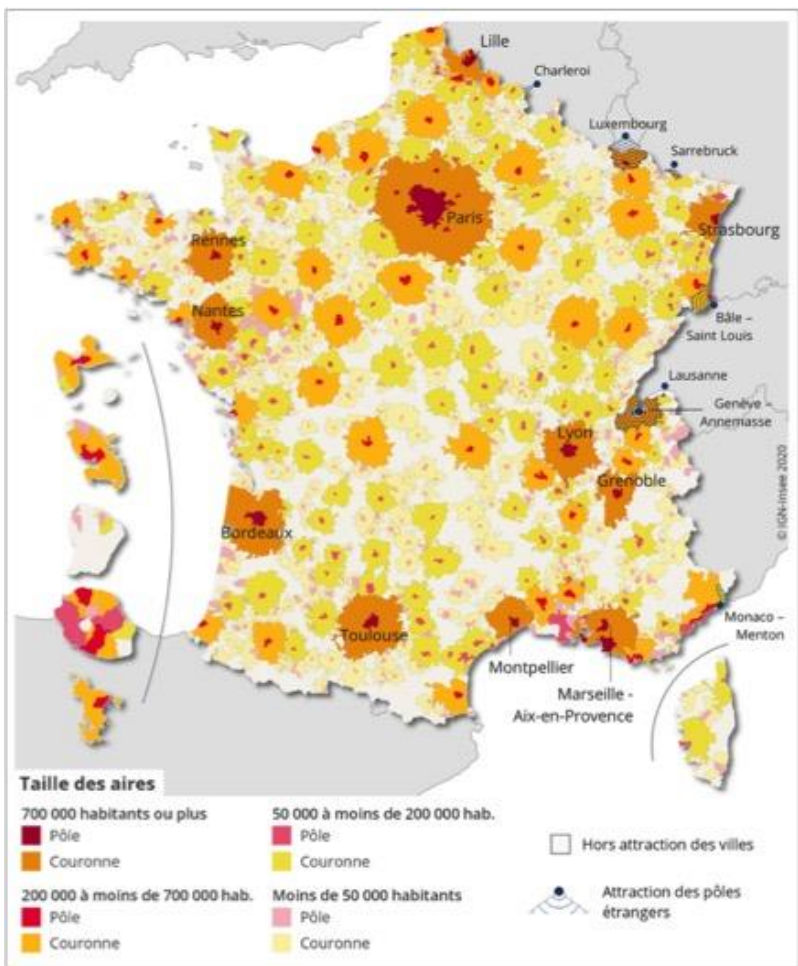 Lille
Charleroi
Luxembourg
Sarrebruck
Paris
Strasbourg
Rennes
Nantes
Bâle –
Saint Louis
Lausanne
Genève –
Annemasse
Lyon
Grenoble
© IGN-Insee 2020
Bordeaux
Toulouse
Monaco –
Menton
Montpellier
Marseille -
Aix-en-Provence
Taille des aires
700 000 habitants ou plus
Pôle
Couronne
200 000 à moins de 700 000 hab.
Pôle
Couronne
50 000 à moins de 200 000 hab.
Pôle
Couronne
Moins de 50 000 habitants
Pôle
Couronne
Hors attraction des villes
Attraction des pôles
étrangers